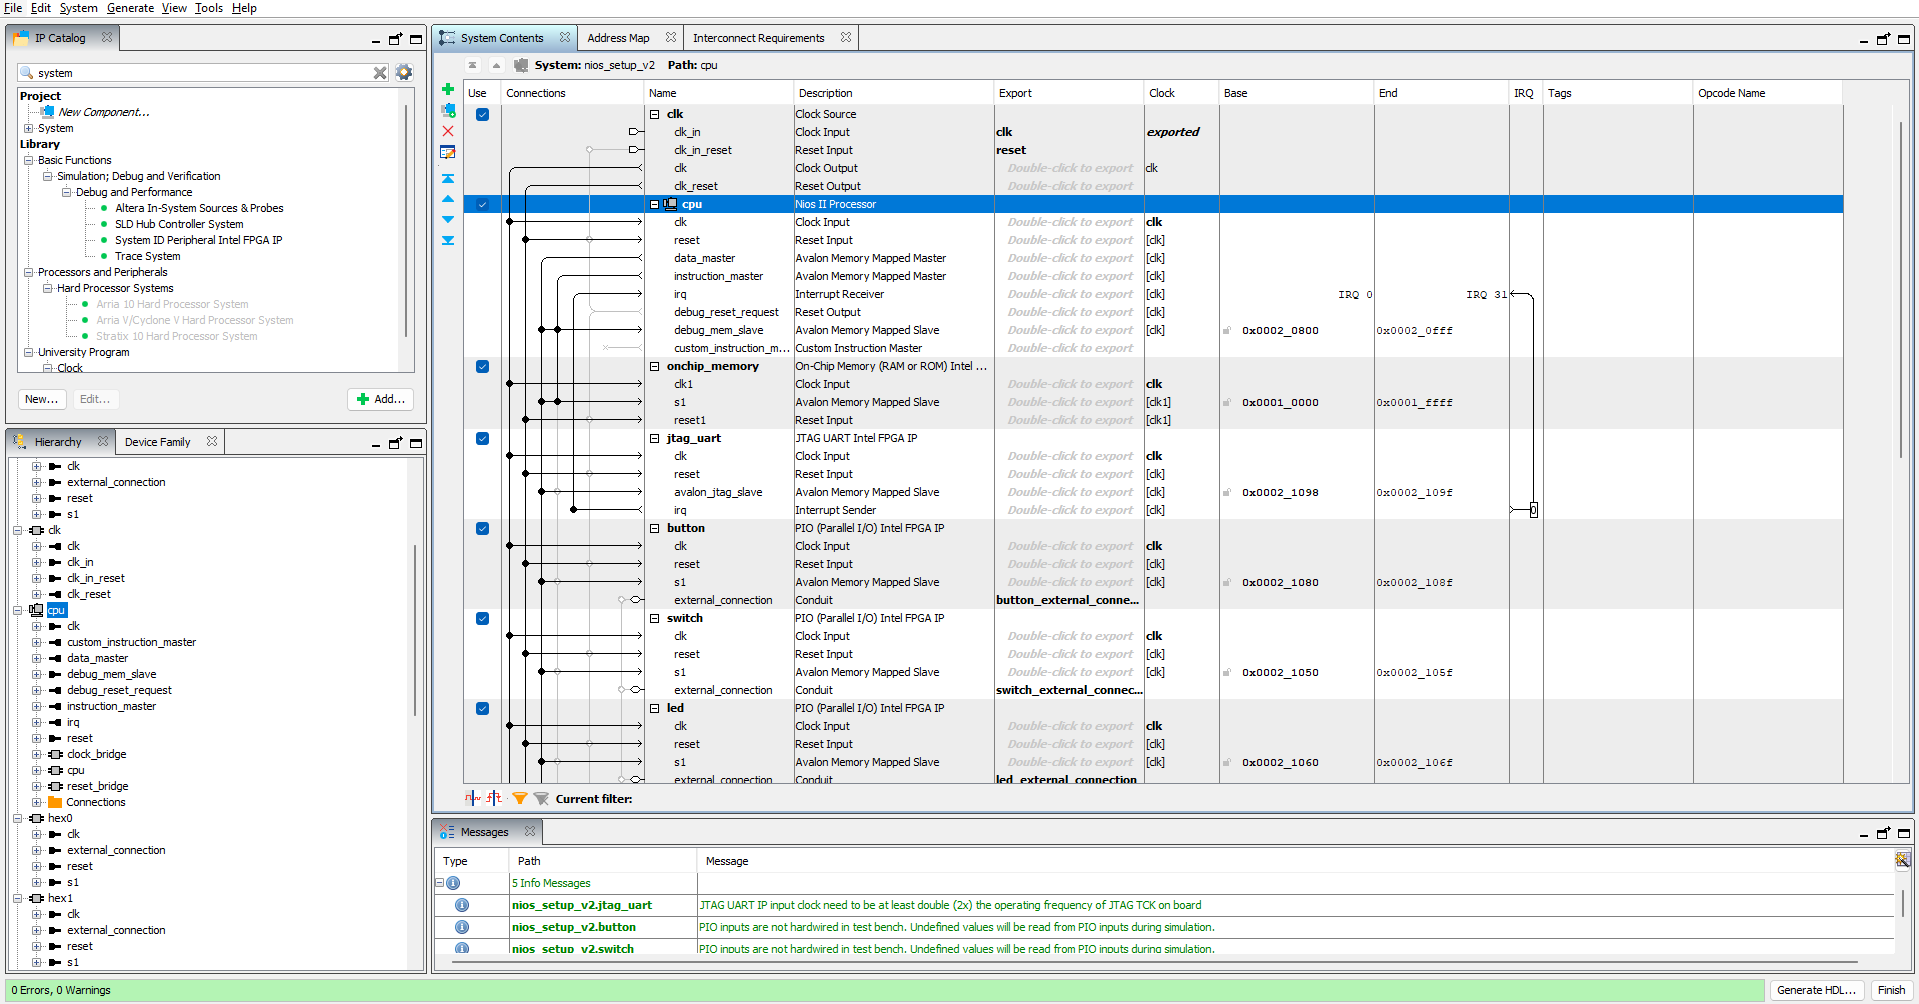 File Edit System Generate View Tools Help
IP Catalog
system
Project
New Component...
System
Library
Basic Functions
Simulation; Debug and Verification
Debug and Performance
Altera In-System Sources & Probes
SLD Hub Controller System
System ID Peripheral Intel FPGA IP
Trace System
Processors and Peripherals
Hard Processor Systems
Arria 10 Hard Processor System
Arria V/Cyclone V Hard Processor System
Stratix 10 Hard Processor System
University Program
Clock
New... Edit... Add...
Hierarchy Device Family
clk
external_connection
reset
s1
clk
clk
clk_in
clk_in_reset
clk_reset
cpu
clk
custom_instruction_master
data_master
debug_mem_slave
debug_reset_request
instruction_master
irq
reset
clock_bridge
cpu
reset_bridge
Connections
hex0
clk
external_connection
reset
s1
hex1
clk
external_connection
reset
s1
System Contents Address Map Interconnect Requirements
System: nios_setup_v2 Path: cpu
Use Connections Name Description Export Clock Base End IRQ Tags Opcode Name
clk Clock Source
clk_in Clock Input clk exported
clk_in_reset Reset Input reset
clk Clock Output Double-click to export clk
clk_reset Reset Output Double-click to export
cpu Nios II Processor
clk Clock Input Double-click to export clk
reset Reset Input Double-click to export [clk]
data_master Avalon Memory Mapped Master Double-click to export [clk]
instruction_master Avalon Memory Mapped Master Double-click to export [clk]
irq Interrupt Receiver Double-click to export [clk] IRQ 0 IRQ 31
debug_reset_request Reset Output Double-click to export [clk]
debug_mem_slave Avalon Memory Mapped Slave Double-click to export [clk] 0x0002_0800 0x0002_0fff
custom_instruction_m... Custom Instruction Master Double-click to export
onchip_memory On-Chip Memory (RAM or ROM) Intel ...
clk1 Clock Input Double-click to export clk
s1 Avalon Memory Mapped Slave Double-click to export [clk1] 0x0001_0000 0x0001_ffff
reset1 Reset Input Double-click to export [clk1]
jtag_uart JTAG UART Intel FPGA IP
clk Clock Input Double-click to export clk
reset Reset Input Double-click to export [clk]
avalon_jtag_slave Avalon Memory Mapped Slave Double-click to export [clk] 0x0002_1098 0x0002_109f
irq Interrupt Sender Double-click to export [clk] 0
button PIO (Parallel I/O) Intel FPGA IP
clk Clock Input Double-click to export clk
reset Reset Input Double-click to export [clk]
s1 Avalon Memory Mapped Slave Double-click to export [clk] 0x0002_1080 0x0002_108f
external_connection Conduit button_external_conne...
switch PIO (Parallel I/O) Intel FPGA IP
clk Clock Input Double-click to export clk
reset Reset Input Double-click to export [clk]
s1 Avalon Memory Mapped Slave Double-click to export [clk] 0x0002_1050 0x0002_105f
external_connection Conduit switch_external_connec...
led PIO (Parallel I/O) Intel FPGA IP
clk Clock Input Double-click to export clk
reset Reset Input Double-click to export [clk]
s1 Avalon Memory Mapped Slave Double-click to export [clk] 0x0002_1060 0x0002_106f
external_connection Conduit led_external_connection
Current filter:
Messages
Type Path Message
5 Info Messages
nios_setup_v2.jtag_uart JTAG UART IP input clock need to be at least double (2x) the operating frequency of JTAG TCK on board
nios_setup_v2.button PIO inputs are not hardwired in test bench. Undefined values will be read from PIO inputs during simulation.
nios_setup_v2.switch PIO inputs are not hardwired in test bench. Undefined values will be read from PIO inputs during simulation.
0 Errors, 0 Warnings Generate HDL... Finish